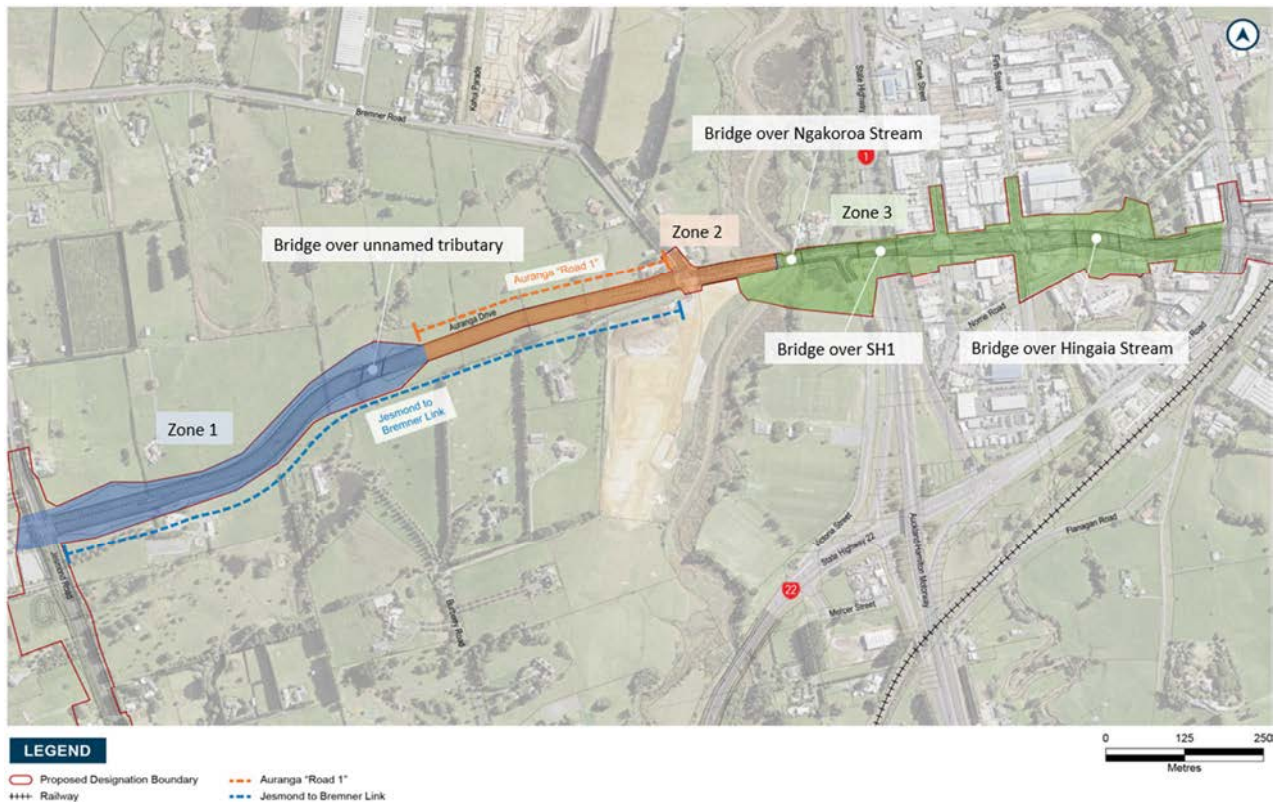 Kahui Parade
State Highway
Creek Street
Firth Street
Bremner Road
Bridge over Ngakoroa Stream
1
Zone 3
Zone 2
Bridge over unnamed tributary
Auranga "Road 1"
Auranga Drive
Norrie Road
Road
Bridge over SH1
Bridge over Hingaia Stream
Jesmond to
Bremner Link
Zone 1
Victoria Street
State Highway 22
Flanagan Road
Auckland-Hamilton Motorway
Jesmond Road
22
Mercer Street
Burberry Road
LEGEND
0 125 250
Metres
Proposed Designation Boundary
Auranga "Road 1"
Railway
Jesmond to Bremner Link